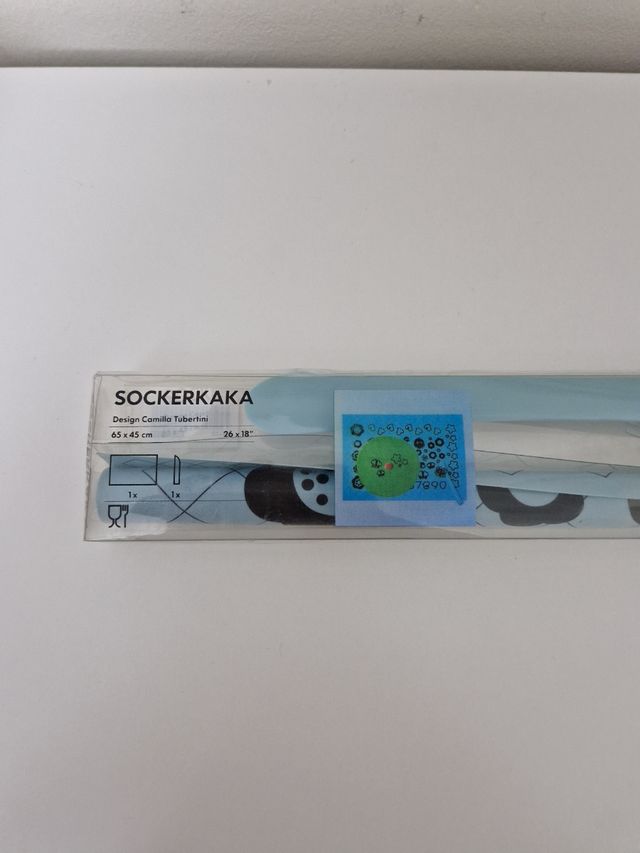 SOCKERKAKA
Design Camilla Tubertini
65 x 45 cm
26 x 18"
1x
1x